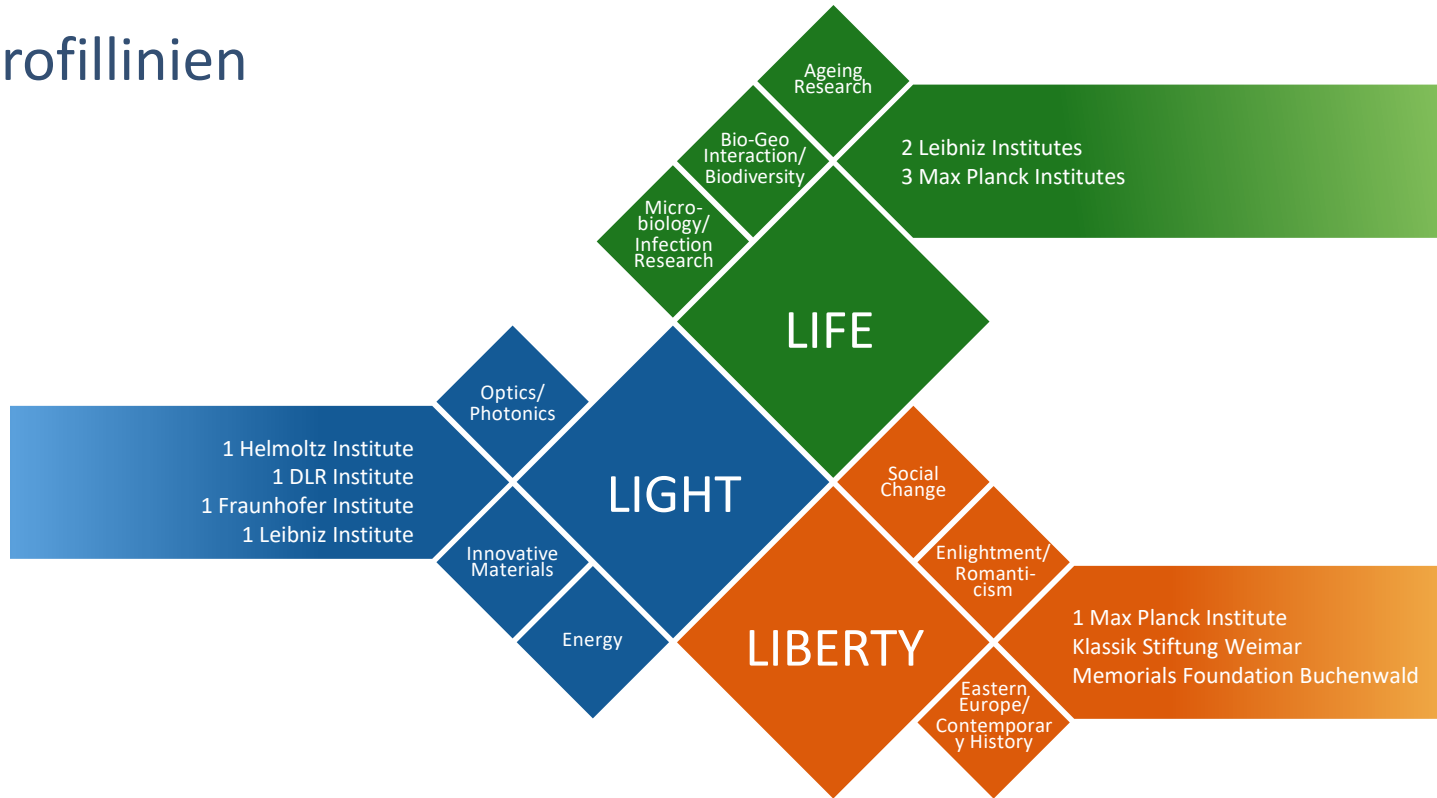 rofillinien
Ageing
Research
Bio-Geo
Interaction/
Biodiversity
Micro-
biology/
Infection
Research
2 Leibniz Institutes
3 Max Planck Institutes
LIFE
Optics/
Photonics
1 Helmoltz Institute
1 DLR Institute
1 Fraunhofer Institute
1 Leibniz Institute
LIGHT
Innovative
Materials
Energy
Social
Change
Enlightment/
Romanti-
cism
LIBERTY
1 Max Planck Institute
Klassik Stiftung Weimar
Memorials Foundation Buchenwald
Eastern
Europe/
Contemporar
y History